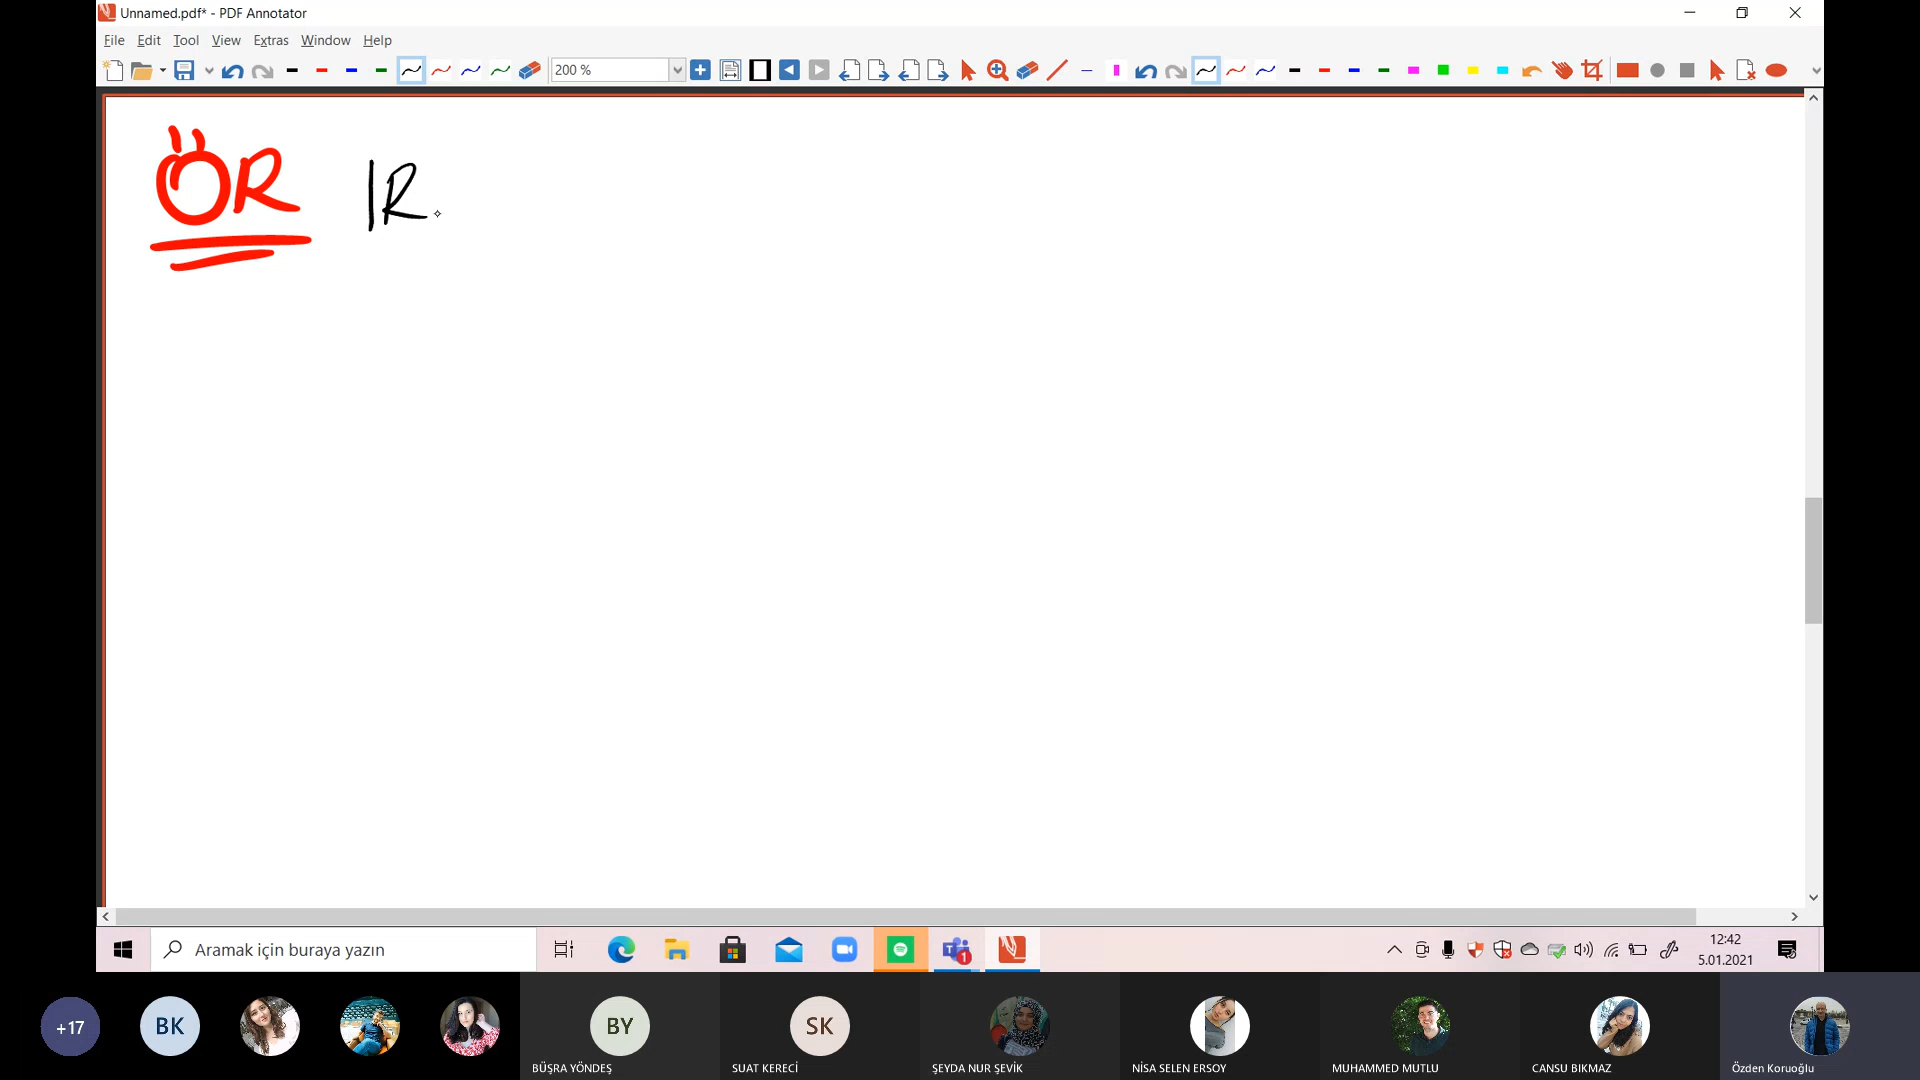 Unnamed.pdf* - PDF Annotator
File Edit Tool View Extras Window Help
200 %
ÖR IR
Aramak için buraya yazın
1
12:42
5.01.2021
+17
BK
BY
SK
BÜŞRA YÖNDEŞ
SUAT KERECİ
ŞEYDA NUR ŞEVİK
NİSA SELEN ERSOY
MUHAMMED MUTLU
CANSU BIKMAZ
Özden Koruoğlu